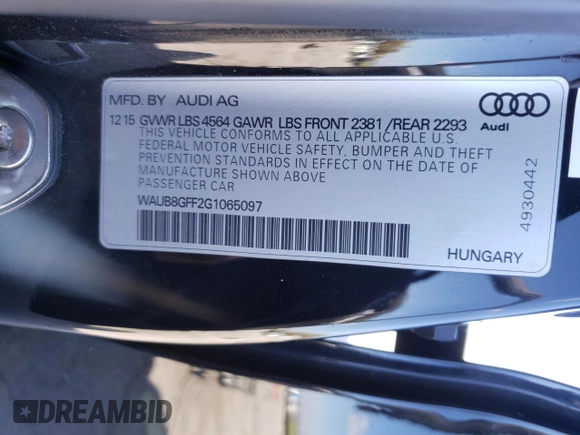 MFD. BY AUDI AG
12 15 GVWR LBS 4564 GAWR LBS FRONT 2381 /REAR 2293
THIS VEHICLE CONFORMS TO ALL APPLICABLE U.S.
FEDERAL MOTOR VEHICLE SAFETY, BUMPER AND THEFT
PREVENTION STANDARDS IN EFFECT ON THE DATE OF
MANUFACTURE SHOWN ABOVE
PASSENGER CAR
WAUB8GFF2G1065097
Audi
4930442
HUNGARY
DREAMBID